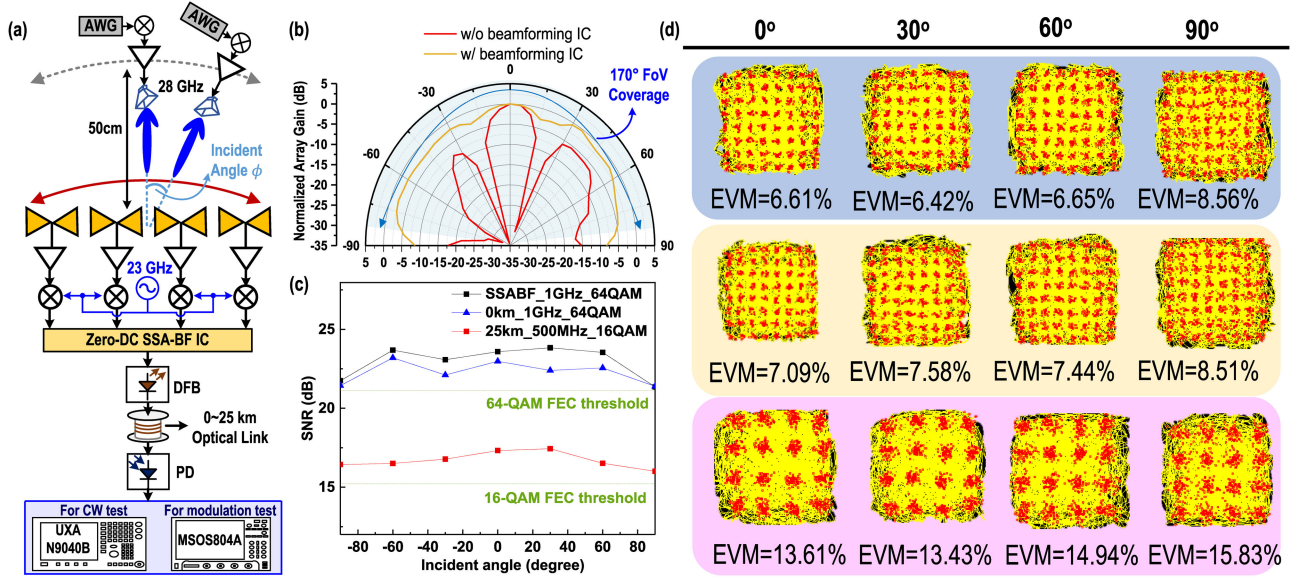 (a)
AWG
AWG
28 GHz
50cm
Incident
Angle ϕ
23 GHz
Zero-DC SSA-BF IC
DFB
0~25 km
Optical Link
PD
For CW test
For modulation test
UXA
N9040B
MSOS804A
(b)
w/o beamforming IC
w/ beamforming IC
170° FoV
Coverage
Normalized Array Gain (dB)
5
0
-5
-10
-15
-20
-25
-30
-35
-90
-60
-30
0
30
60
90
5 0 -5 -10 -15 -20 -25 -30 -35 -30 -25 -20 -15 -10 -5 0 5
(c)
SSABF_1GHz_64QAM
0km_1GHz_64QAM
25km_500MHz_16QAM
64-QAM FEC threshold
16-QAM FEC threshold
SNR (dB)
25
20
15
-80 -60 -40 -20 0 20 40 60 80
Incident angle (degree)
(d)
0° 30° 60° 90°
EVM=6.61% EVM=6.42% EVM=6.65% EVM=8.56%
EVM=7.09% EVM=7.58% EVM=7.44% EVM=8.51%
EVM=13.61% EVM=13.43% EVM=14.94% EVM=15.83%